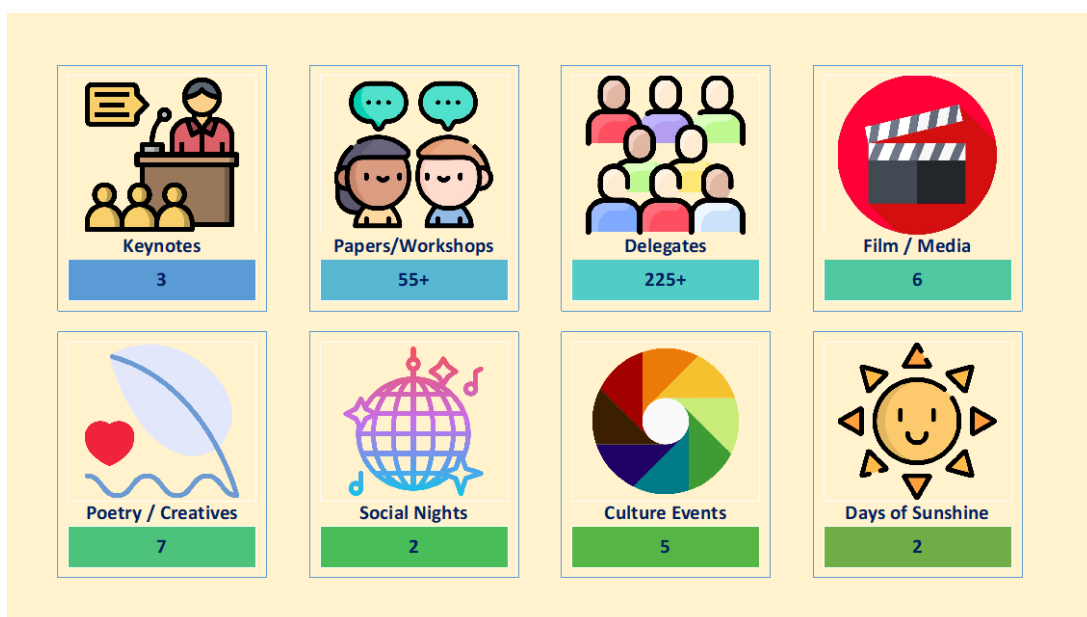 Keynotes
3
Papers/Workshops
55+
Delegates
225+
Film / Media
6
Poetry / Creatives
7
Social Nights
2
Culture Events
5
Days of Sunshine
2